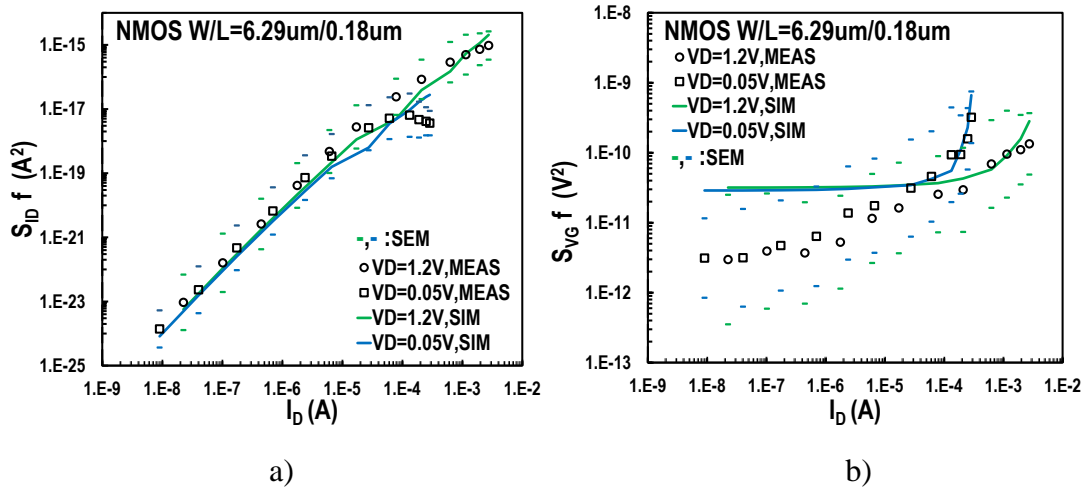 NMOS W/L=6.29um/0.18um
1.E-15
1.E-17
1.E-19
1.E-21
1.E-23
1.E-25
S_ID f (A²)
-,- :SEM
VD=1.2V,MEAS
VD=0.05V,MEAS
VD=1.2V,SIM
VD=0.05V,SIM
1.E-9 1.E-8 1.E-7 1.E-6 1.E-5 1.E-4 1.E-3 1.E-2
I_D (A)
a)
NMOS W/L=6.29um/0.18um
VD=1.2V,MEAS
VD=0.05V,MEAS
VD=1.2V,SIM
VD=0.05V,SIM
-,- :SEM
1.E-8
1.E-9
1.E-10
1.E-11
1.E-12
1.E-13
S_VG f (V²)
1.E-9 1.E-8 1.E-7 1.E-6 1.E-5 1.E-4 1.E-3 1.E-2
I_D (A)
b)